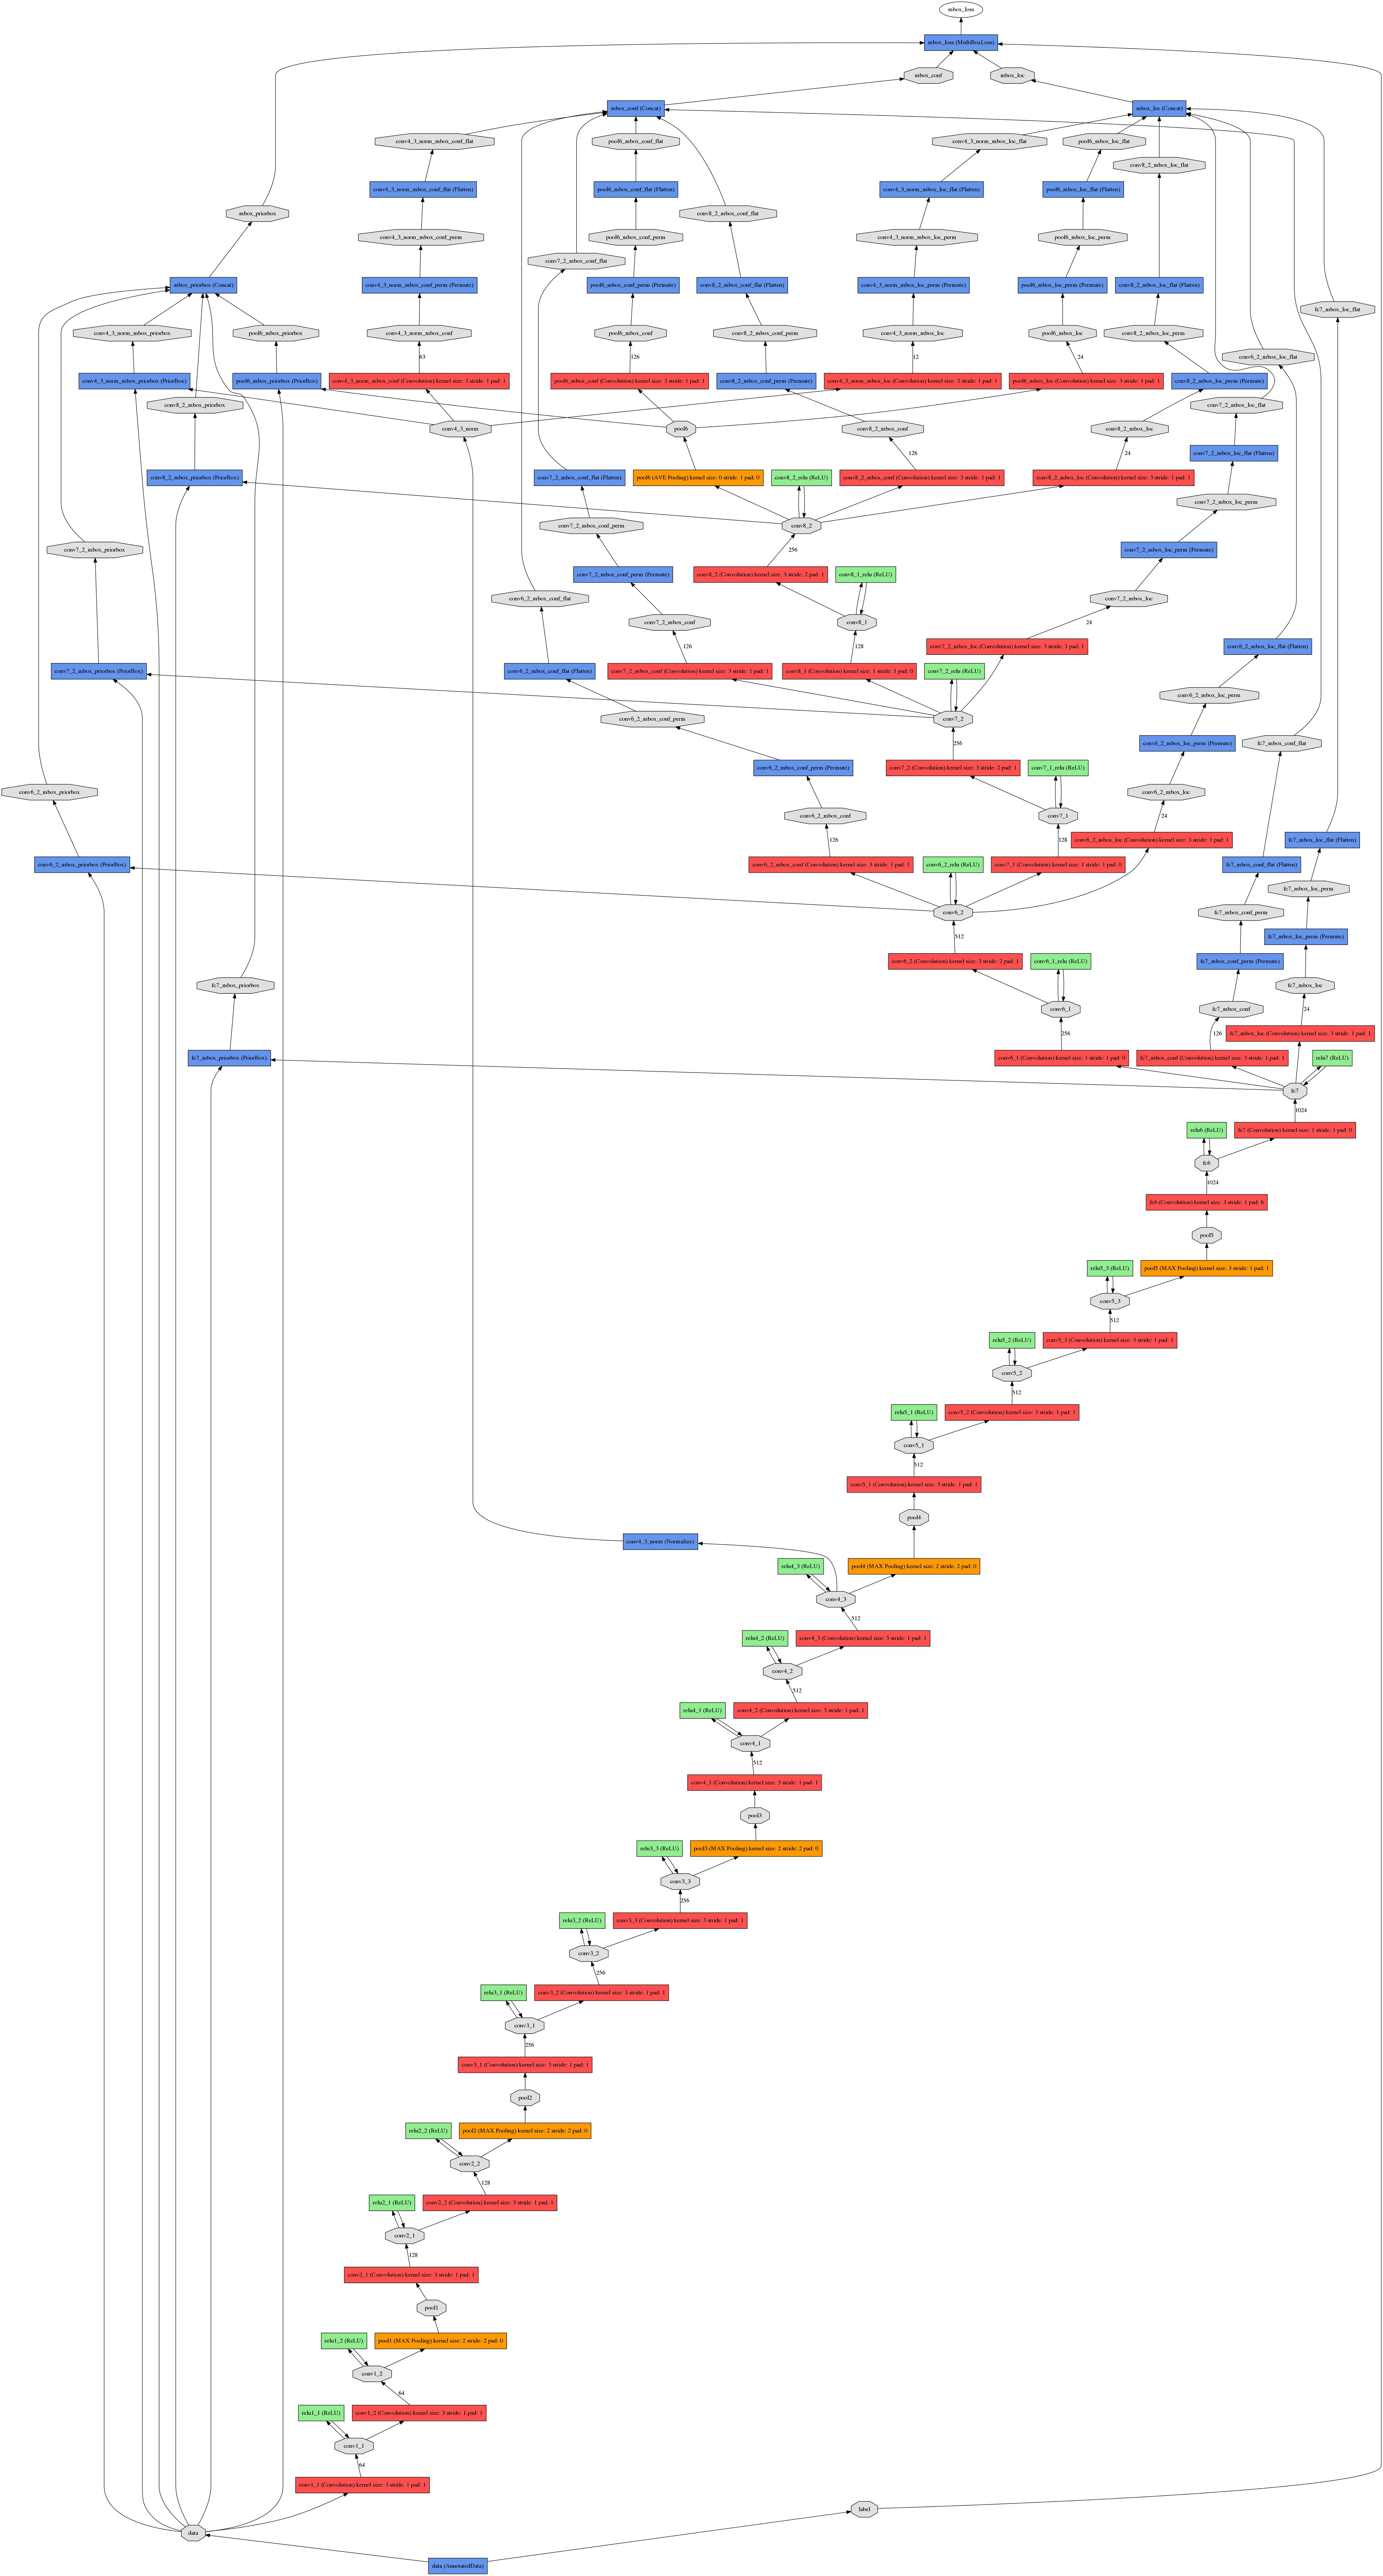 mbox_loss
mbox_loss (MultiBoxLoss)
mbox_conf
mbox_loc
mbox_conf (Concat)
mbox_loc (Concat)
conv4_3_norm_mbox_conf_flat
pool6_mbox_conf_flat
conv4_3_norm_mbox_loc_flat
pool6_mbox_loc_flat
conv8_2_mbox_loc_flat
conv4_3_norm_mbox_conf_flat (Flatten)
pool6_mbox_conf_flat (Flatten)
conv4_3_norm_mbox_loc_flat (Flatten)
pool6_mbox_loc_flat (Flatten)
mbox_priorbox
conv8_2_mbox_conf_flat
conv4_3_norm_mbox_conf_perm
pool6_mbox_conf_perm
conv4_3_norm_mbox_loc_perm
pool6_mbox_loc_perm
conv7_2_mbox_conf_flat
mbox_priorbox (Concat)
conv4_3_norm_mbox_conf_perm (Permute)
pool6_mbox_conf_perm (Permute)
conv8_2_mbox_conf_flat (Flatten)
conv4_3_norm_mbox_loc_perm (Permute)
pool6_mbox_loc_perm (Permute)
conv8_2_mbox_loc_flat (Flatten)
fc7_mbox_loc_flat
conv4_3_norm_mbox_priorbox
pool6_mbox_priorbox
conv4_3_norm_mbox_conf
pool6_mbox_conf
conv8_2_mbox_conf_perm
conv4_3_norm_mbox_loc
pool6_mbox_loc
conv8_2_mbox_loc_perm
63
126
12
24
conv6_2_mbox_loc_flat
conv4_3_norm_mbox_priorbox (PriorBox)
pool6_mbox_priorbox (PriorBox)
conv4_3_norm_mbox_conf (Convolution) kernel size: 3 stride: 1 pad: 1
pool6_mbox_conf (Convolution) kernel size: 3 stride: 1 pad: 1
conv8_2_mbox_conf_perm (Permute)
conv4_3_norm_mbox_loc (Convolution) kernel size: 3 stride: 1 pad: 1
pool6_mbox_loc (Convolution) kernel size: 3 stride: 1 pad: 1
conv8_2_mbox_loc_perm (Permute)
conv8_2_mbox_priorbox
conv7_2_mbox_loc_flat
conv4_3_norm
pool6
conv8_2_mbox_conf
conv8_2_mbox_loc
126
24
conv7_2_mbox_loc_flat (Flatten)
conv8_2_mbox_priorbox (PriorBox)
conv7_2_mbox_conf_flat (Flatten)
pool6 (AVE Pooling) kernel size: 0 stride: 1 pad: 0
conv8_2_relu (ReLU)
conv8_2_mbox_conf (Convolution) kernel size: 3 stride: 1 pad: 1
conv8_2_mbox_loc (Convolution) kernel size: 3 stride: 1 pad: 1
conv7_2_mbox_loc_perm
conv7_2_mbox_conf_perm
conv8_2
conv7_2_mbox_priorbox
256
conv7_2_mbox_loc_perm (Permute)
conv7_2_mbox_conf_perm (Permute)
conv8_2 (Convolution) kernel size: 3 stride: 2 pad: 1
conv8_1_relu (ReLU)
conv6_2_mbox_conf_flat
conv7_2_mbox_loc
conv7_2_mbox_conf
conv8_1
24
126
128
conv7_2_mbox_loc (Convolution) kernel size: 3 stride: 1 pad: 1
conv6_2_mbox_loc_flat (Flatten)
conv7_2_mbox_priorbox (PriorBox)
conv6_2_mbox_conf_flat (Flatten)
conv7_2_mbox_conf (Convolution) kernel size: 3 stride: 1 pad: 1
conv8_1 (Convolution) kernel size: 1 stride: 1 pad: 0
conv7_2_relu (ReLU)
conv6_2_mbox_loc_perm
conv6_2_mbox_conf_perm
conv7_2
256
conv6_2_mbox_loc_perm (Permute)
fc7_mbox_conf_flat
conv6_2_mbox_conf_perm (Permute)
conv7_2 (Convolution) kernel size: 3 stride: 2 pad: 1
conv7_1_relu (ReLU)
conv6_2_mbox_priorbox
conv6_2_mbox_loc
conv6_2_mbox_conf
conv7_1
24
126
128
conv6_2_mbox_loc (Convolution) kernel size: 3 stride: 1 pad: 1
fc7_mbox_loc_flat (Flatten)
conv6_2_mbox_priorbox (PriorBox)
conv6_2_mbox_conf (Convolution) kernel size: 3 stride: 1 pad: 1
conv6_2_relu (ReLU)
conv7_1 (Convolution) kernel size: 1 stride: 1 pad: 0
fc7_mbox_conf_flat (Flatten)
fc7_mbox_loc_perm
conv6_2
fc7_mbox_conf_perm
512
fc7_mbox_loc_perm (Permute)
conv6_2 (Convolution) kernel size: 3 stride: 2 pad: 1
conv6_1_relu (ReLU)
fc7_mbox_conf_perm (Permute)
fc7_mbox_priorbox
fc7_mbox_loc
conv6_1
fc7_mbox_conf
24
256
126
fc7_mbox_loc (Convolution) kernel size: 3 stride: 1 pad: 1
fc7_mbox_priorbox (PriorBox)
conv6_1 (Convolution) kernel size: 1 stride: 1 pad: 0
fc7_mbox_conf (Convolution) kernel size: 3 stride: 1 pad: 1
relu7 (ReLU)
fc7
1024
relu6 (ReLU)
fc7 (Convolution) kernel size: 1 stride: 1 pad: 0
fc6
1024
fc6 (Convolution) kernel size: 3 stride: 1 pad: 6
pool5
relu5_3 (ReLU)
pool5 (MAX Pooling) kernel size: 3 stride: 1 pad: 1
conv5_3
512
relu5_2 (ReLU)
conv5_3 (Convolution) kernel size: 3 stride: 1 pad: 1
conv5_2
512
relu5_1 (ReLU)
conv5_2 (Convolution) kernel size: 3 stride: 1 pad: 1
conv5_1
512
conv5_1 (Convolution) kernel size: 3 stride: 1 pad: 1
pool4
conv4_3_norm (Normalize)
relu4_3 (ReLU)
pool4 (MAX Pooling) kernel size: 2 stride: 2 pad: 0
conv4_3
512
relu4_2 (ReLU)
conv4_3 (Convolution) kernel size: 3 stride: 1 pad: 1
conv4_2
512
relu4_1 (ReLU)
conv4_2 (Convolution) kernel size: 3 stride: 1 pad: 1
conv4_1
512
conv4_1 (Convolution) kernel size: 3 stride: 1 pad: 1
pool3
relu3_3 (ReLU)
pool3 (MAX Pooling) kernel size: 2 stride: 2 pad: 0
conv3_3
256
relu3_2 (ReLU)
conv3_3 (Convolution) kernel size: 3 stride: 1 pad: 1
conv3_2
256
relu3_1 (ReLU)
conv3_2 (Convolution) kernel size: 3 stride: 1 pad: 1
conv3_1
256
conv3_1 (Convolution) kernel size: 3 stride: 1 pad: 1
pool2
relu2_2 (ReLU)
pool2 (MAX Pooling) kernel size: 2 stride: 2 pad: 0
conv2_2
128
relu2_1 (ReLU)
conv2_2 (Convolution) kernel size: 3 stride: 1 pad: 1
conv2_1
128
conv2_1 (Convolution) kernel size: 3 stride: 1 pad: 1
pool1
relu1_2 (ReLU)
pool1 (MAX Pooling) kernel size: 2 stride: 2 pad: 0
conv1_2
64
relu1_1 (ReLU)
conv1_2 (Convolution) kernel size: 3 stride: 1 pad: 1
conv1_1
64
conv1_1 (Convolution) kernel size: 3 stride: 1 pad: 1
label
data
data (AnnotatedData)